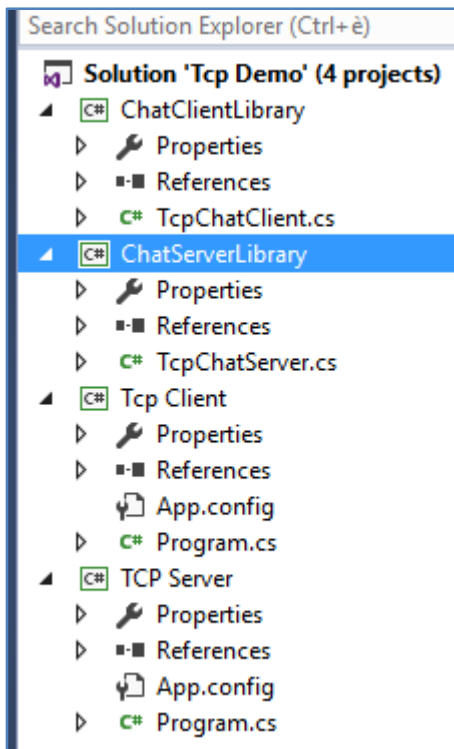 Search Solution Explorer (Ctrl+è)
Solution 'Tcp Demo' (4 projects)
C# ChatClientLibrary
Properties
References
C# TcpChatClient.cs
C# ChatServerLibrary
Properties
References
C# TcpChatServer.cs
C# Tcp Client
Properties
References
App.config
C# Program.cs
C# TCP Server
Properties
References
App.config
C# Program.cs